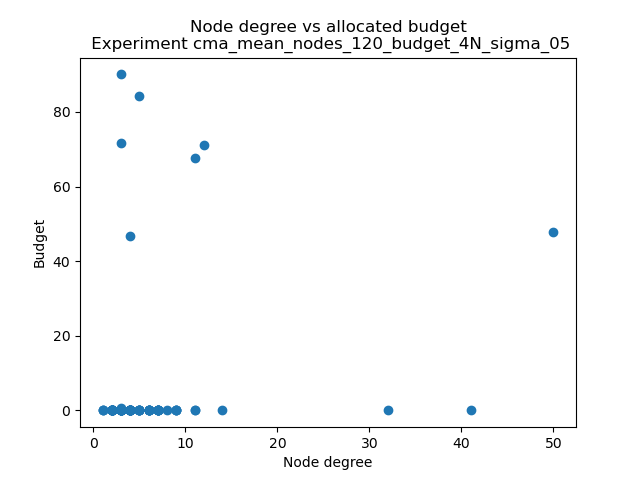 Node degree vs allocated budget
Experiment cma_mean_nodes_120_budget_4N_sigma_05
80
60
40
20
0
Budget
0 10 20 30 40 50
Node degree